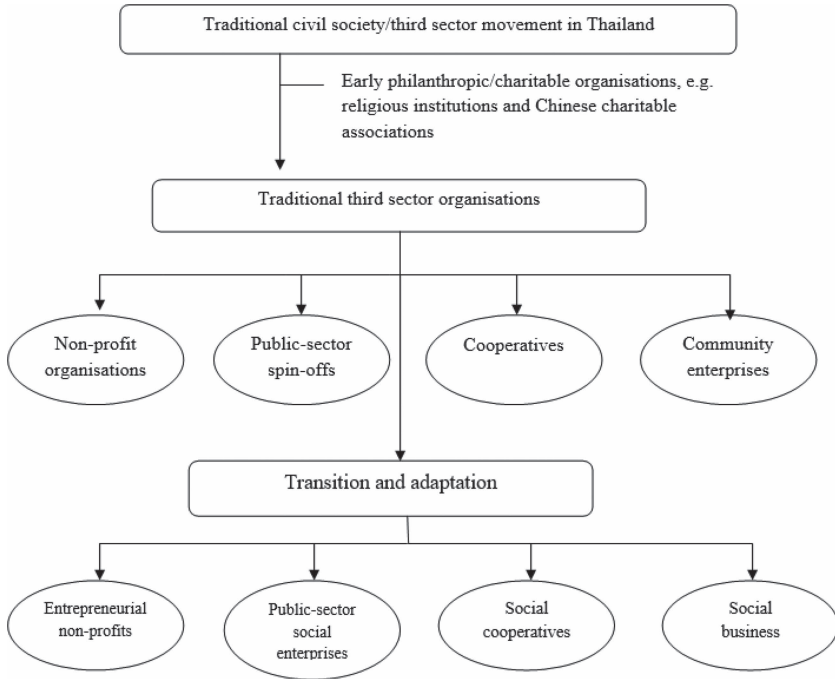 Traditional civil society/third sector movement in Thailand
Early philanthropic/charitable organisations, e.g.
religious institutions and Chinese charitable
associations
Traditional third sector organisations
Non-profit
organisations
Public-sector
spin-offs
Cooperatives
Community
enterprises
Transition and adaptation
Entrepreneurial
non-profits
Public-sector
social
enterprises
Social
cooperatives
Social
business